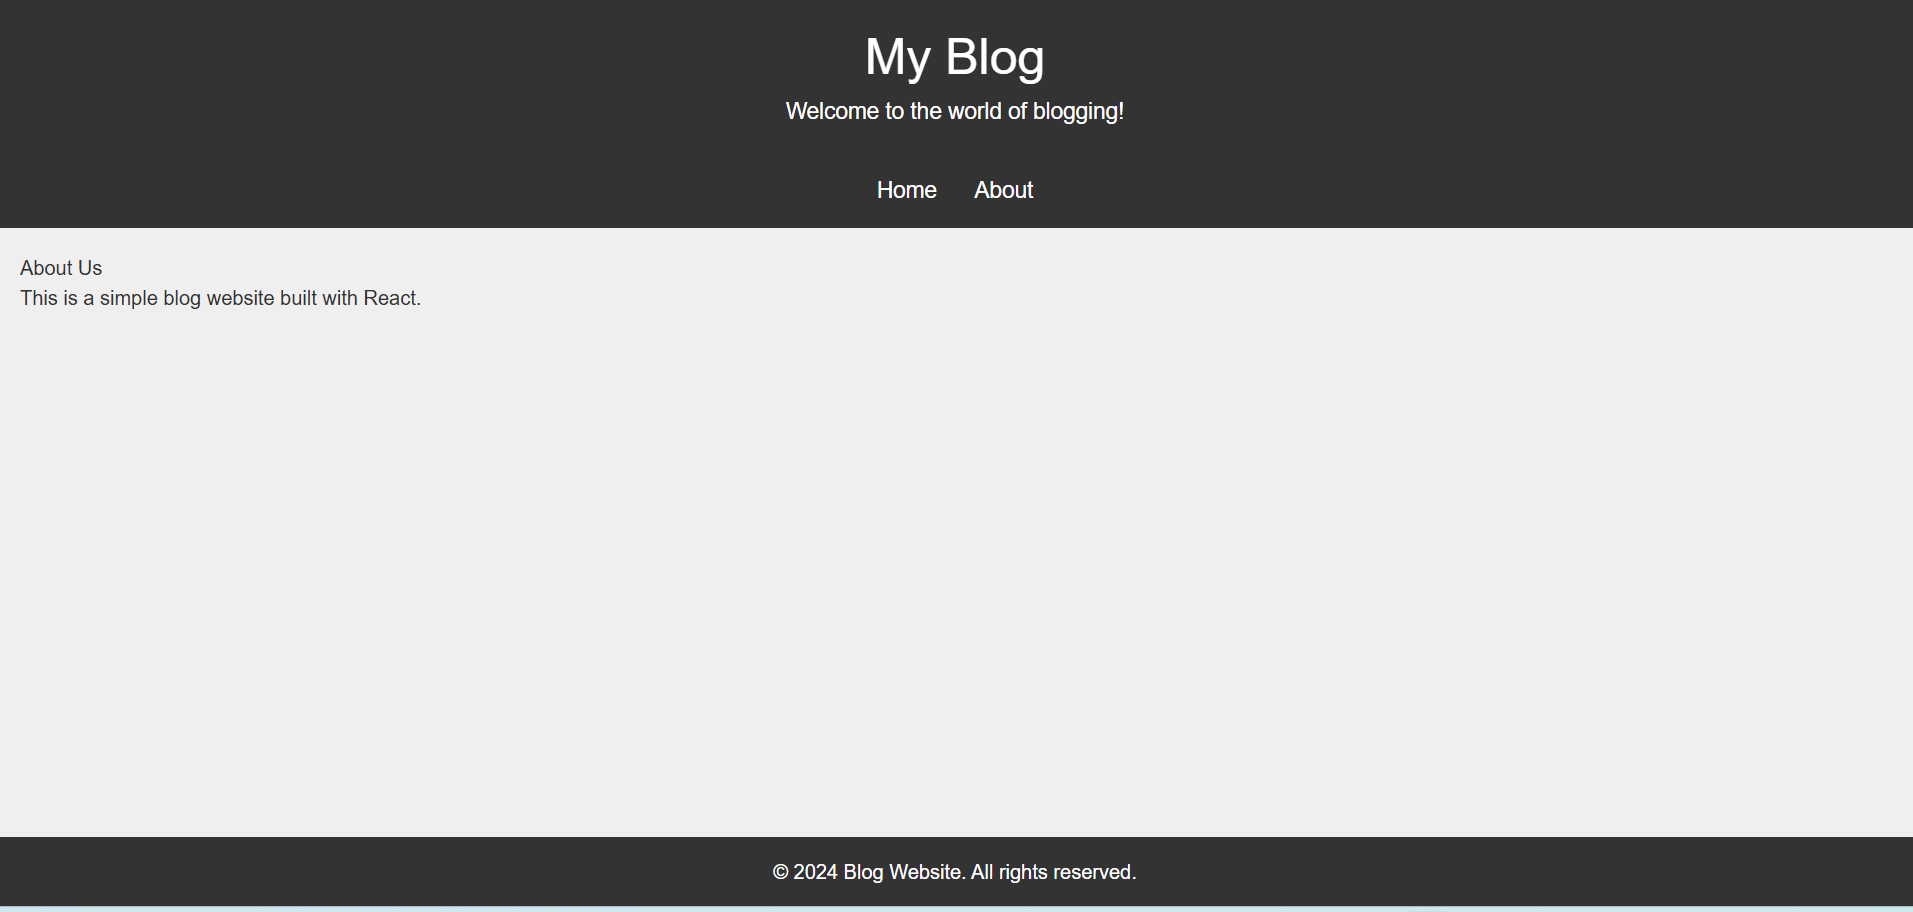 My Blog
Welcome to the world of blogging!
Home About
About Us
This is a simple blog website built with React.
© 2024 Blog Website. All rights reserved.